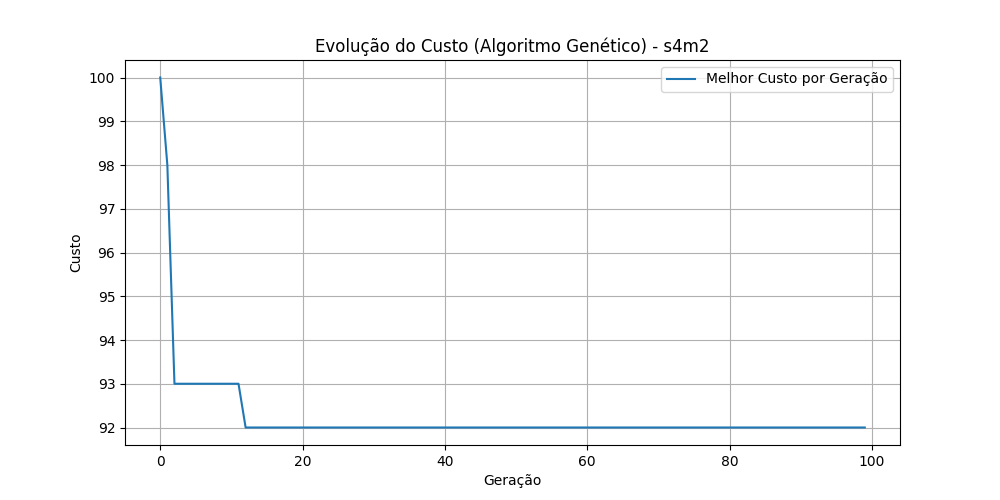 Evolução do Custo (Algoritmo Genético) - s4m2
Melhor Custo por Geração
Custo
100
99
98
97
96
95
94
93
92
0 20 40 60 80 100
Geração